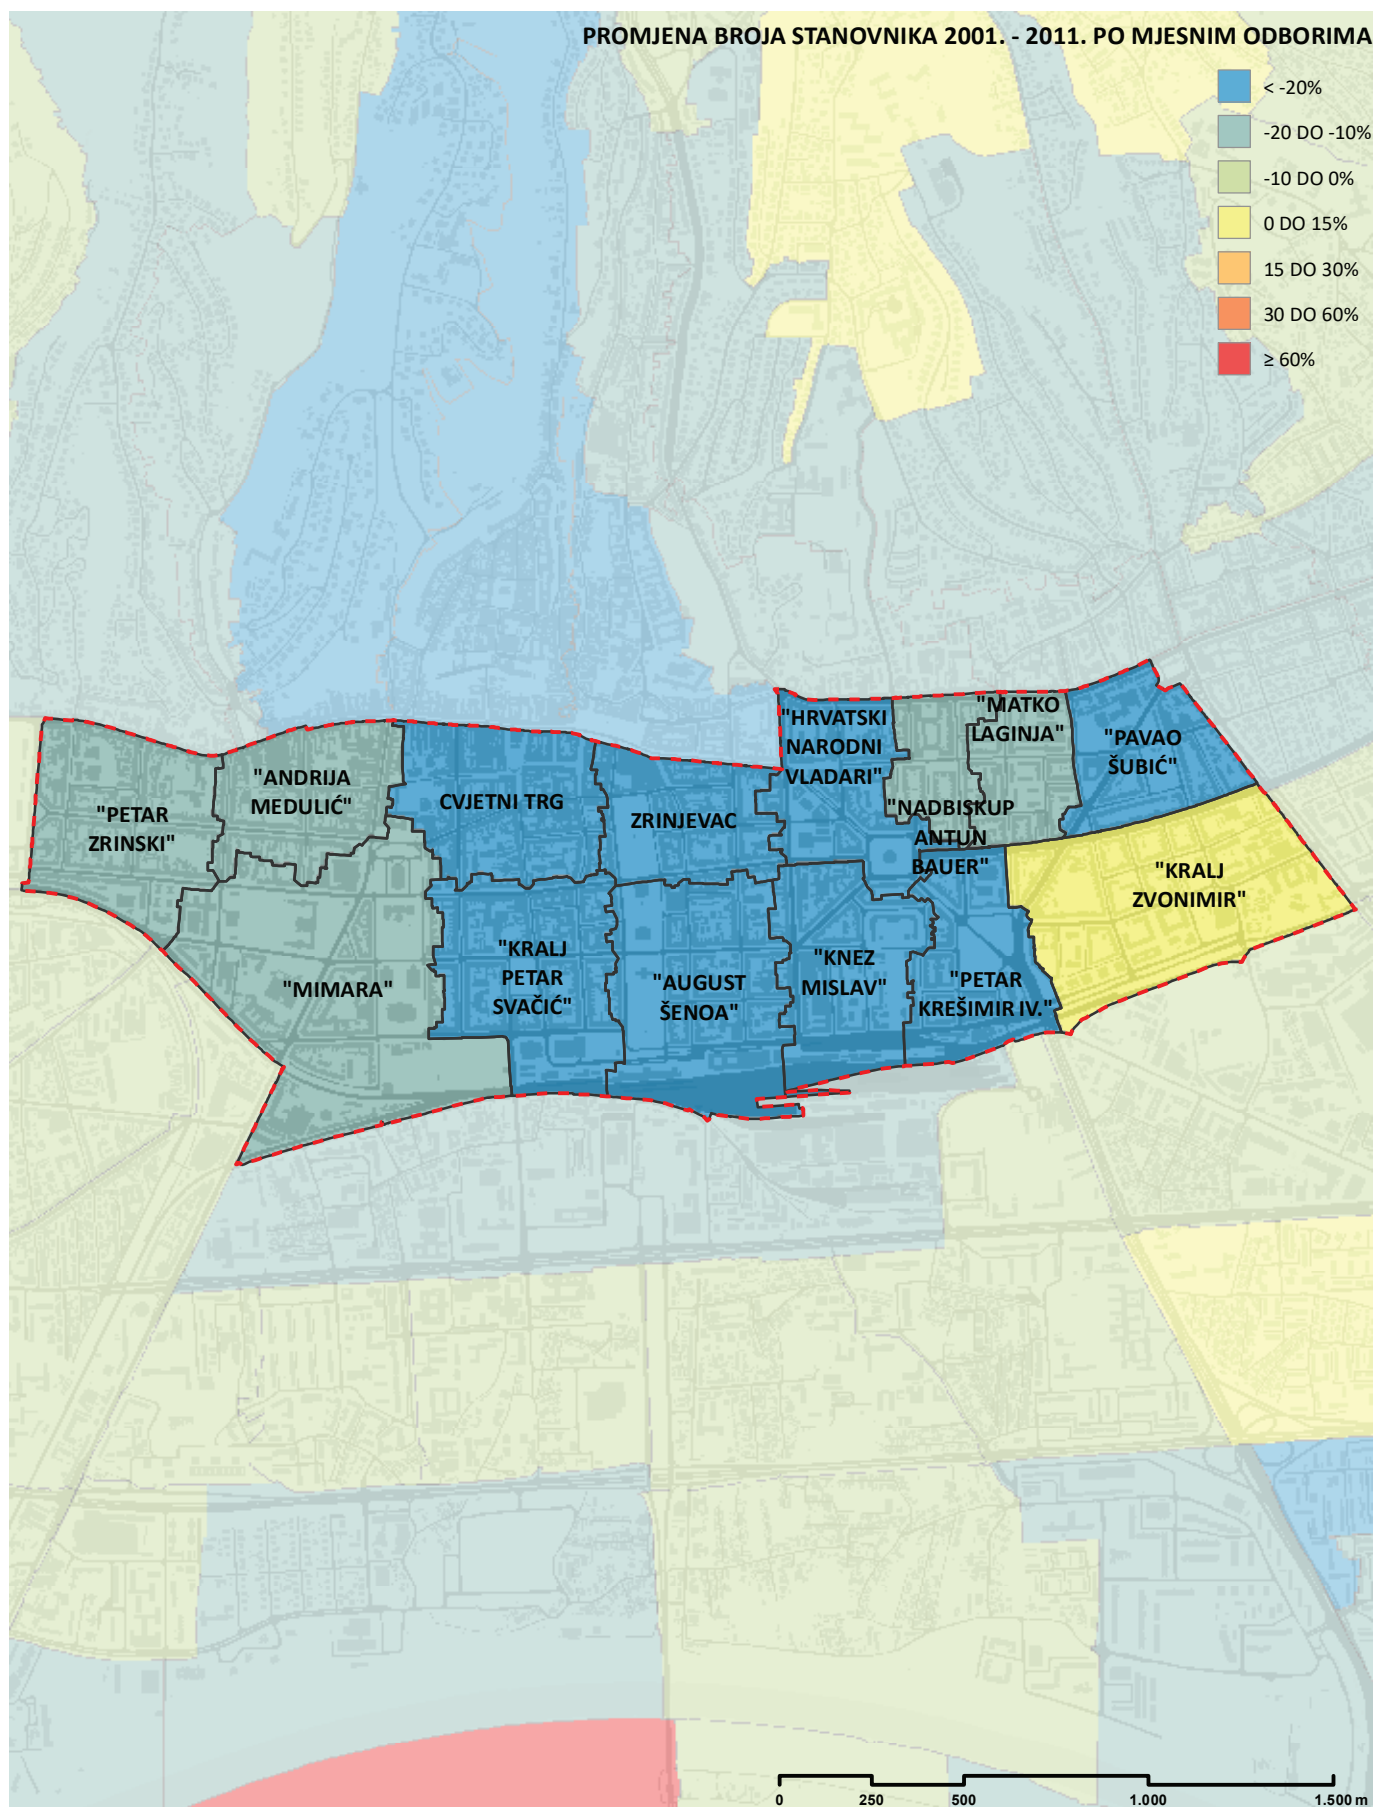 PROMJENA BROJA STANOVNIKA 2001. - 2011. PO MJESNIM ODBORIMA
< -20%
-20 DO -10%
-10 DO 0%
0 DO 15%
15 DO 30%
30 DO 60%
≥ 60%
"HRVATSKI
NARODNI
VLADARI"
"MATKO
LAGINJA"
"PAVAO
ŠUBIĆ"
"ANDRIJA
MEDULIĆ"
"PETAR
ZRINSKI"
CVJETNI TRG
ZRINJEVAC
"NADBISKUP
ANTUN
BAUER"
"KRALJ
ZVONIMIR"
"KRALJ
PETAR
SVAČIĆ"
"MIMARA"
"AUGUST
ŠENOA"
"KNEZ
MISLAV"
"PETAR
KREŠIMIR IV."
0 250 500 1.000 1.500 m